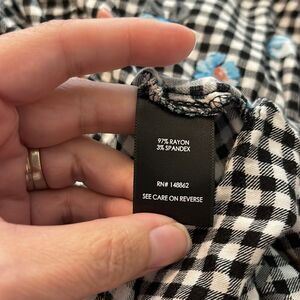 97% RAYON
3% SPANDEX
RN# 148862
SEE CARE ON REVERSE